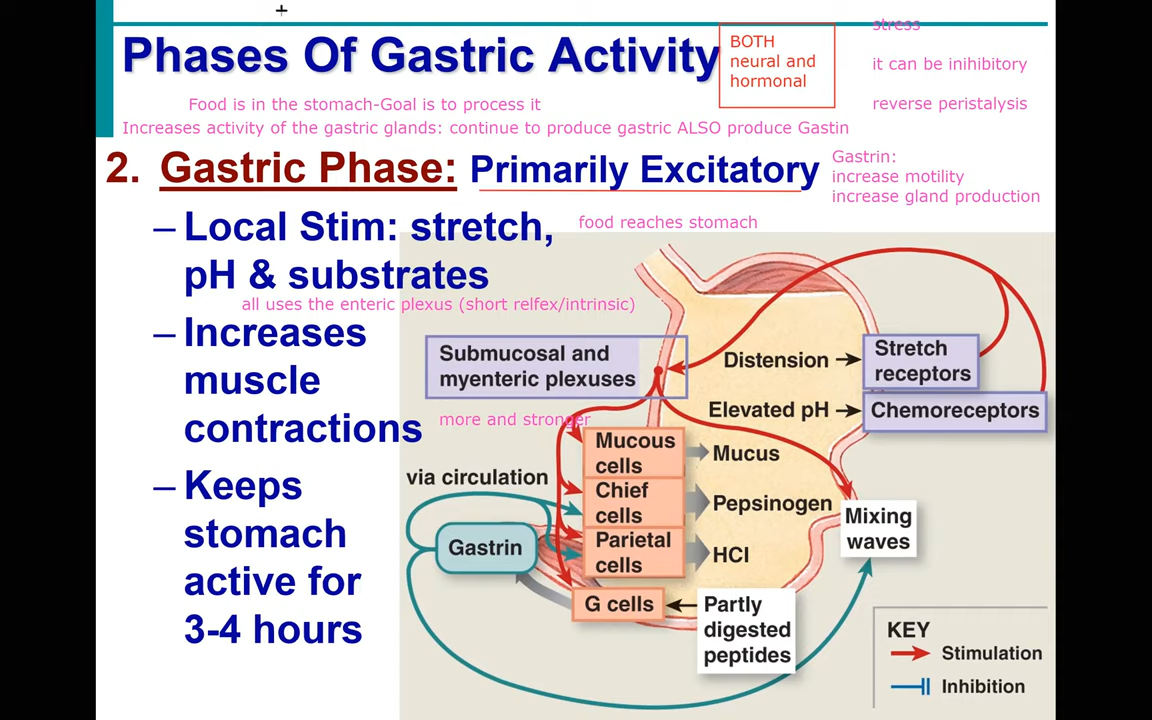 stress
Phases Of Gastric Activity
BOTH
neural and
hormonal
it can be inihibitory
reverse peristalysis
Food is in the stomach-Goal is to process it
Increases activity of the gastric glands: continue to produce gastric ALSO produce Gastin
2. Gastric Phase: Primarily Excitatory
Gastrin:
increase motility
increase gland production
– Local Stim: stretch,
pH & substrates
food reaches stomach
all uses the enteric plexus (short relfex/intrinsic)
– Increases
muscle
contractions
– Keeps
stomach
active for
3-4 hours
Submucosal and
myenteric plexuses
more and stronger
Distension
Stretch
receptors
Elevated pH
Chemoreceptors
Mucous
cells
Mucus
via circulation
Chief
cells
Pepsinogen
Gastrin
Parietal
cells
HCl
Mixing
waves
G cells
Partly
digested
peptides
KEY
Stimulation
Inhibition